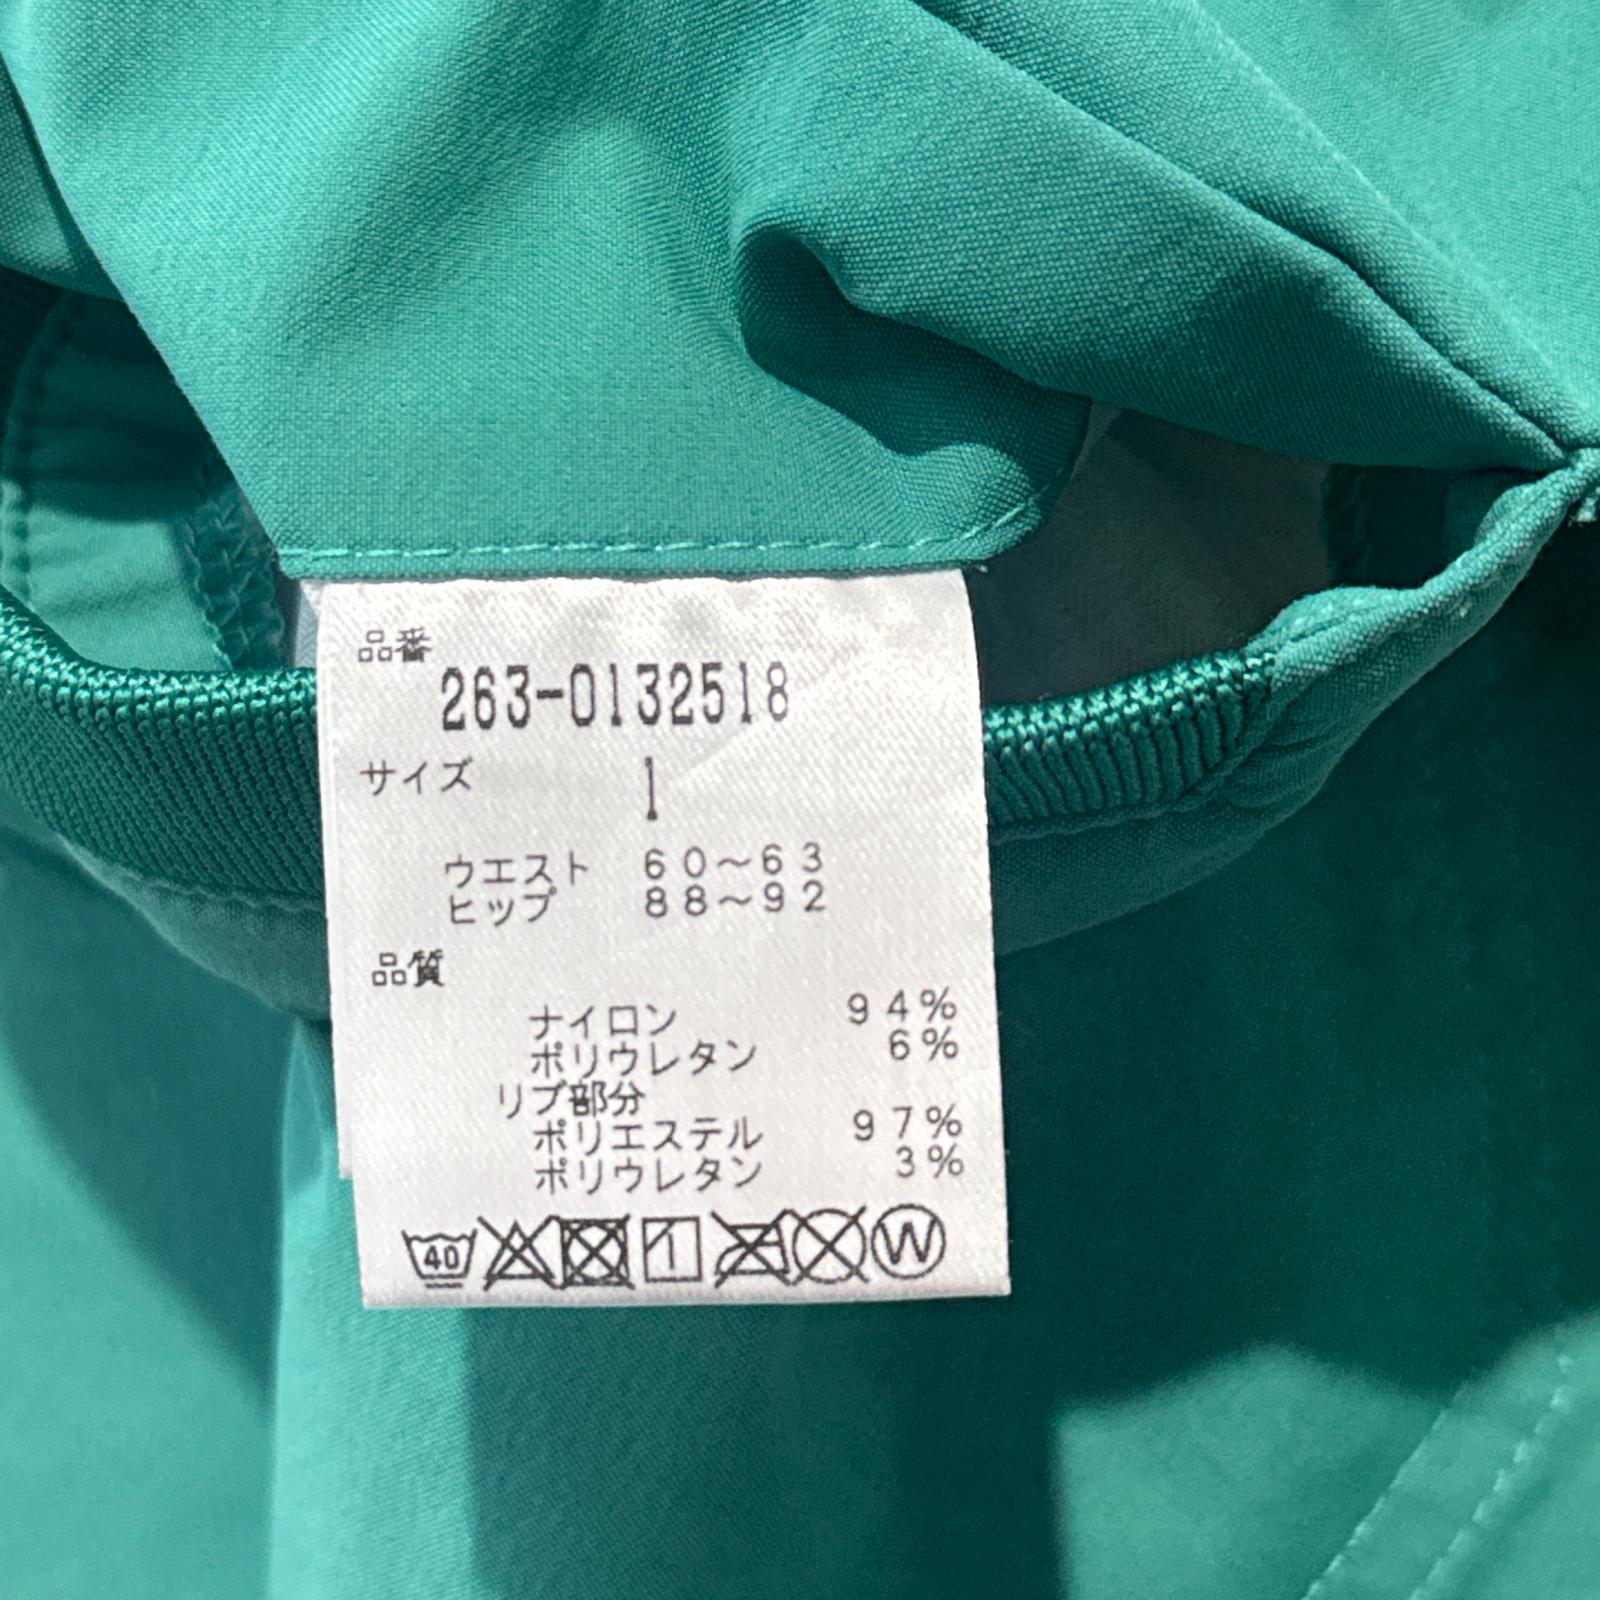 品番
263-0132518
サイズ 1
ウエスト 60～63
ヒップ 88～92
品質
ナイロン 94%
ポリウレタン 6%
リブ部分
ポリエステル 97%
ポリウレタン 3%
40 1 W